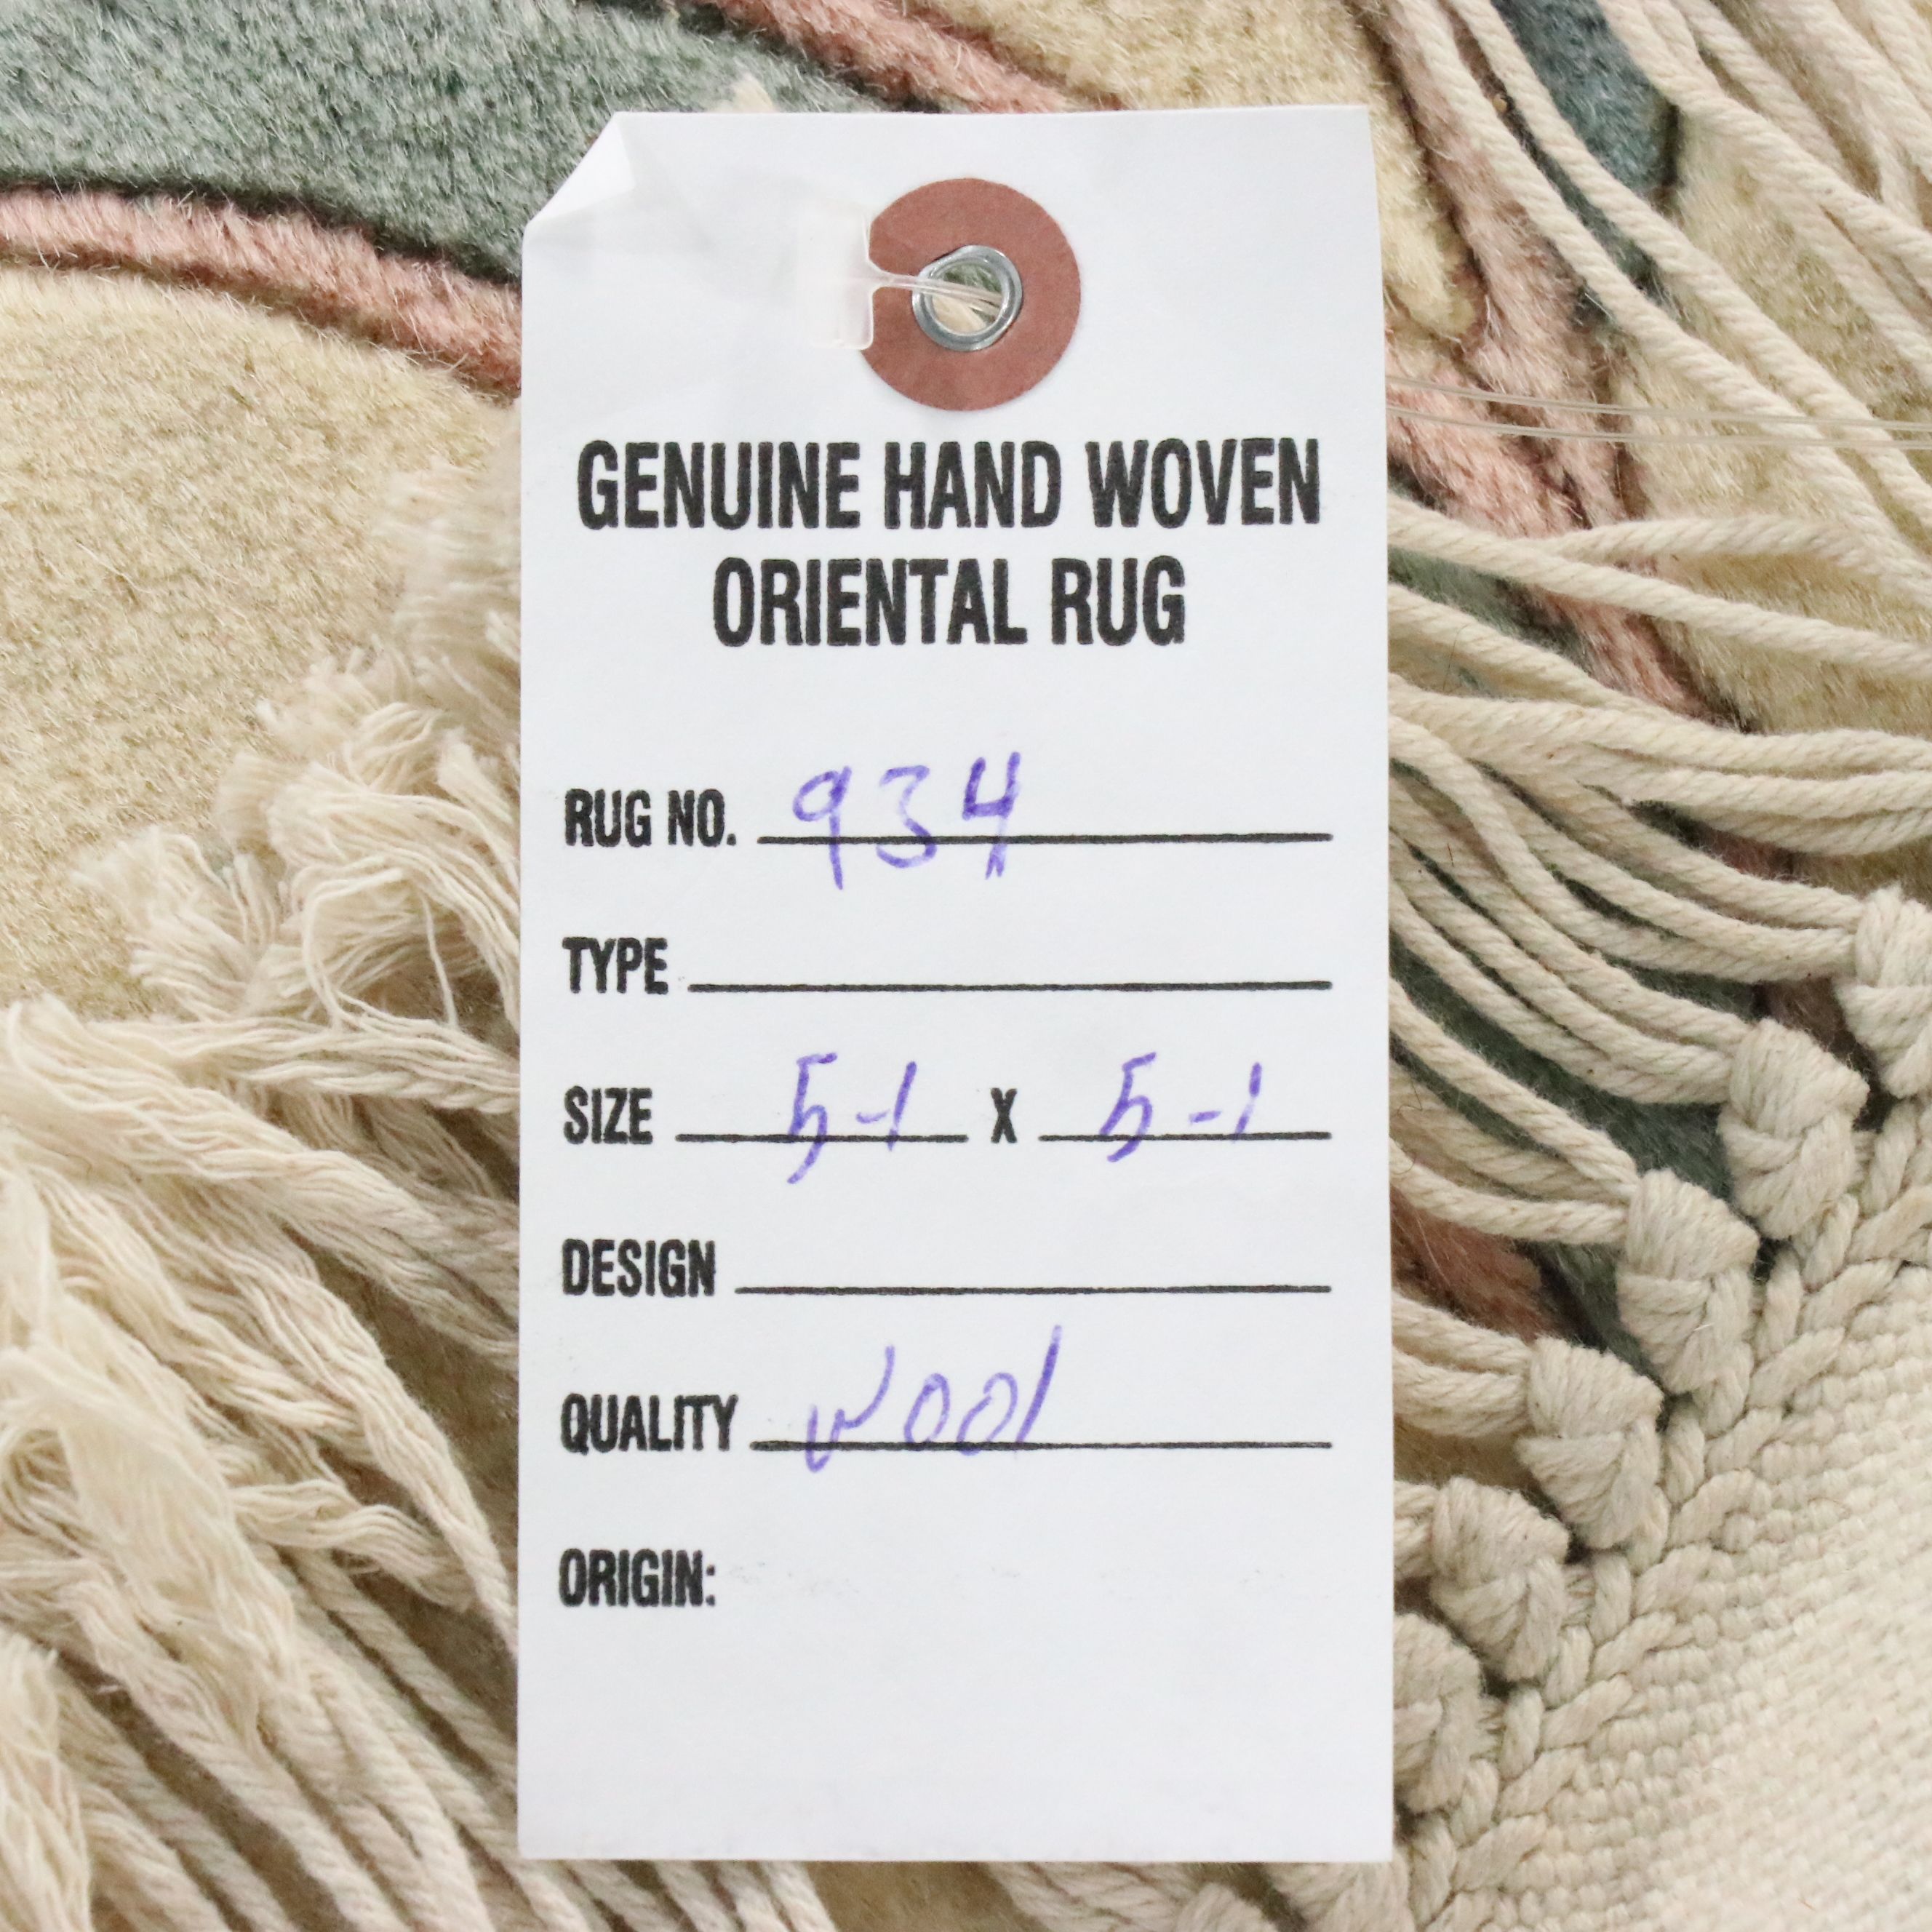 GENUINE HAND WOVEN
ORIENTAL RUG
RUG NO. 934
TYPE
SIZE 5-1 X 5-1
DESIGN
QUALITY wool
ORIGIN: